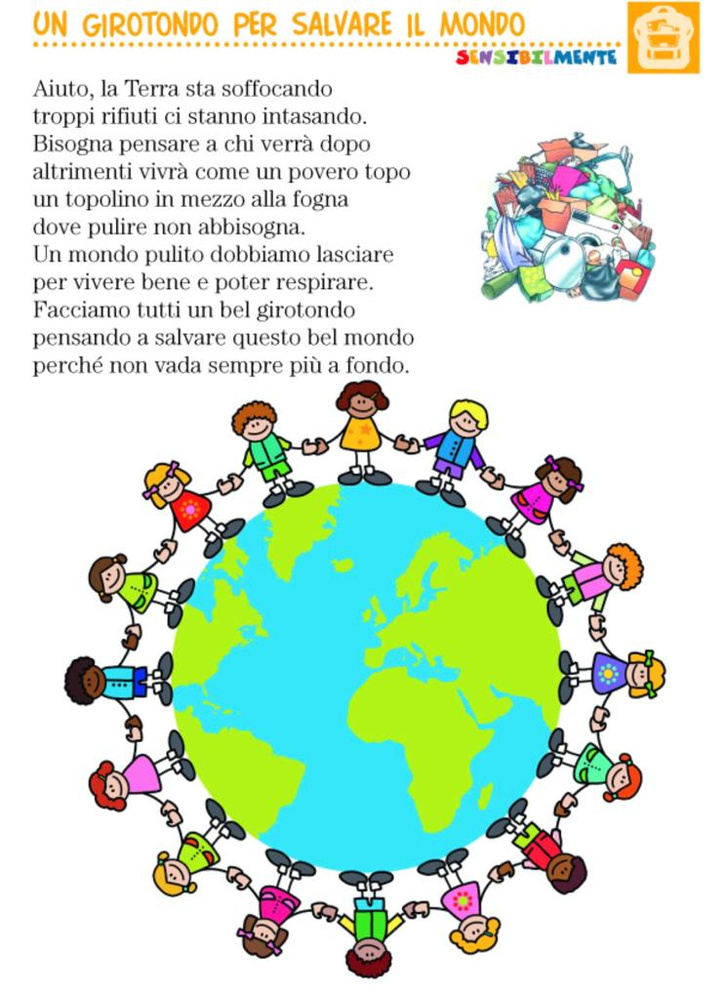 UN GIROTONDO PER SALVARE IL MONDO
SENSIBILMENTE
Aiuto, la Terra sta soffocando
troppi rifiuti ci stanno intasando.
Bisogna pensare a chi verrà dopo
altrimenti vivrà come un povero topo
un topolino in mezzo alla fogna
dove pulire non abbisogna.
Un mondo pulito dobbiamo lasciare
per vivere bene e poter respirare.
Facciamo tutti un bel girotondo
pensando a salvare questo bel mondo
perché non vada sempre più a fondo.